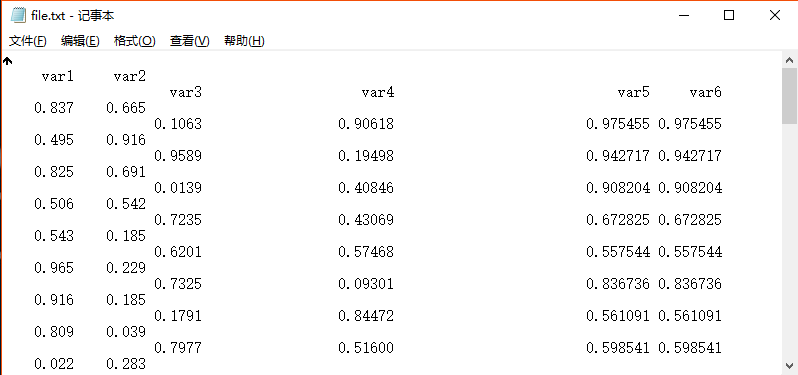 file.txt - 记事本
文件(F) 编辑(E) 格式(O) 查看(V) 帮助(H)
var1 var2
var3 var4 var5 var6
0.837 0.665
0.1063 0.90618 0.975455 0.975455
0.495 0.916
0.9589 0.19498 0.942717 0.942717
0.825 0.691
0.0139 0.40846 0.908204 0.908204
0.506 0.542
0.7235 0.43069 0.672825 0.672825
0.543 0.185
0.6201 0.57468 0.557544 0.557544
0.965 0.229
0.7325 0.09301 0.836736 0.836736
0.916 0.185
0.1791 0.84472 0.561091 0.561091
0.809 0.039
0.7977 0.51600 0.598541 0.598541
0.022 0.283